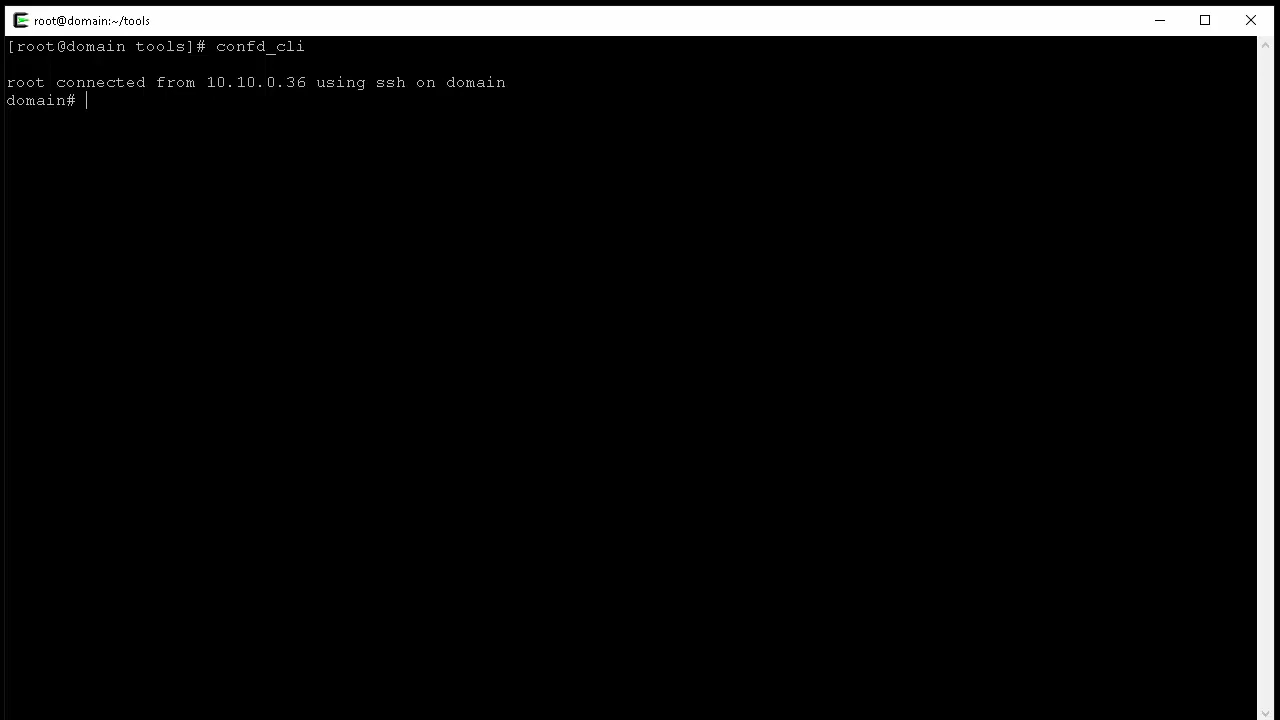 root@domain:~/tools
[root@domain tools]# confd_cli
root connected from 10.10.0.36 using ssh on domain
domain#